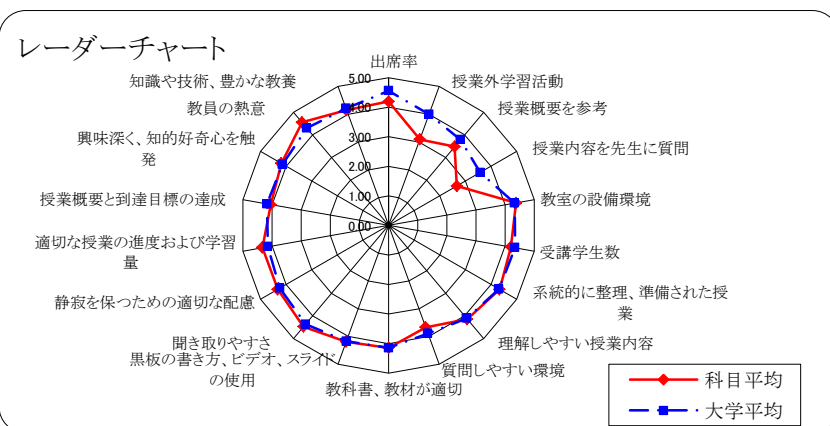 レーダーチャート
出席率
授業外学習活動
授業概要を参考
授業内容を先生に質問
教室の設備環境
受講学生数
系統的に整理、準備された授
業
理解しやすい授業内容
質問しやすい環境
教科書、教材が適切
黒板の書き方、ビデオ、スライド
の使用
聞き取りやすさ
静寂を保つための適切な配慮
適切な授業の進度および学習
量
授業概要と到達目標の達成
興味深く、知的好奇心を触
発
教員の熱意
知識や技術、豊かな教養
5.00
4.00
3.00
2.00
1.00
0.00
科目平均
大学平均